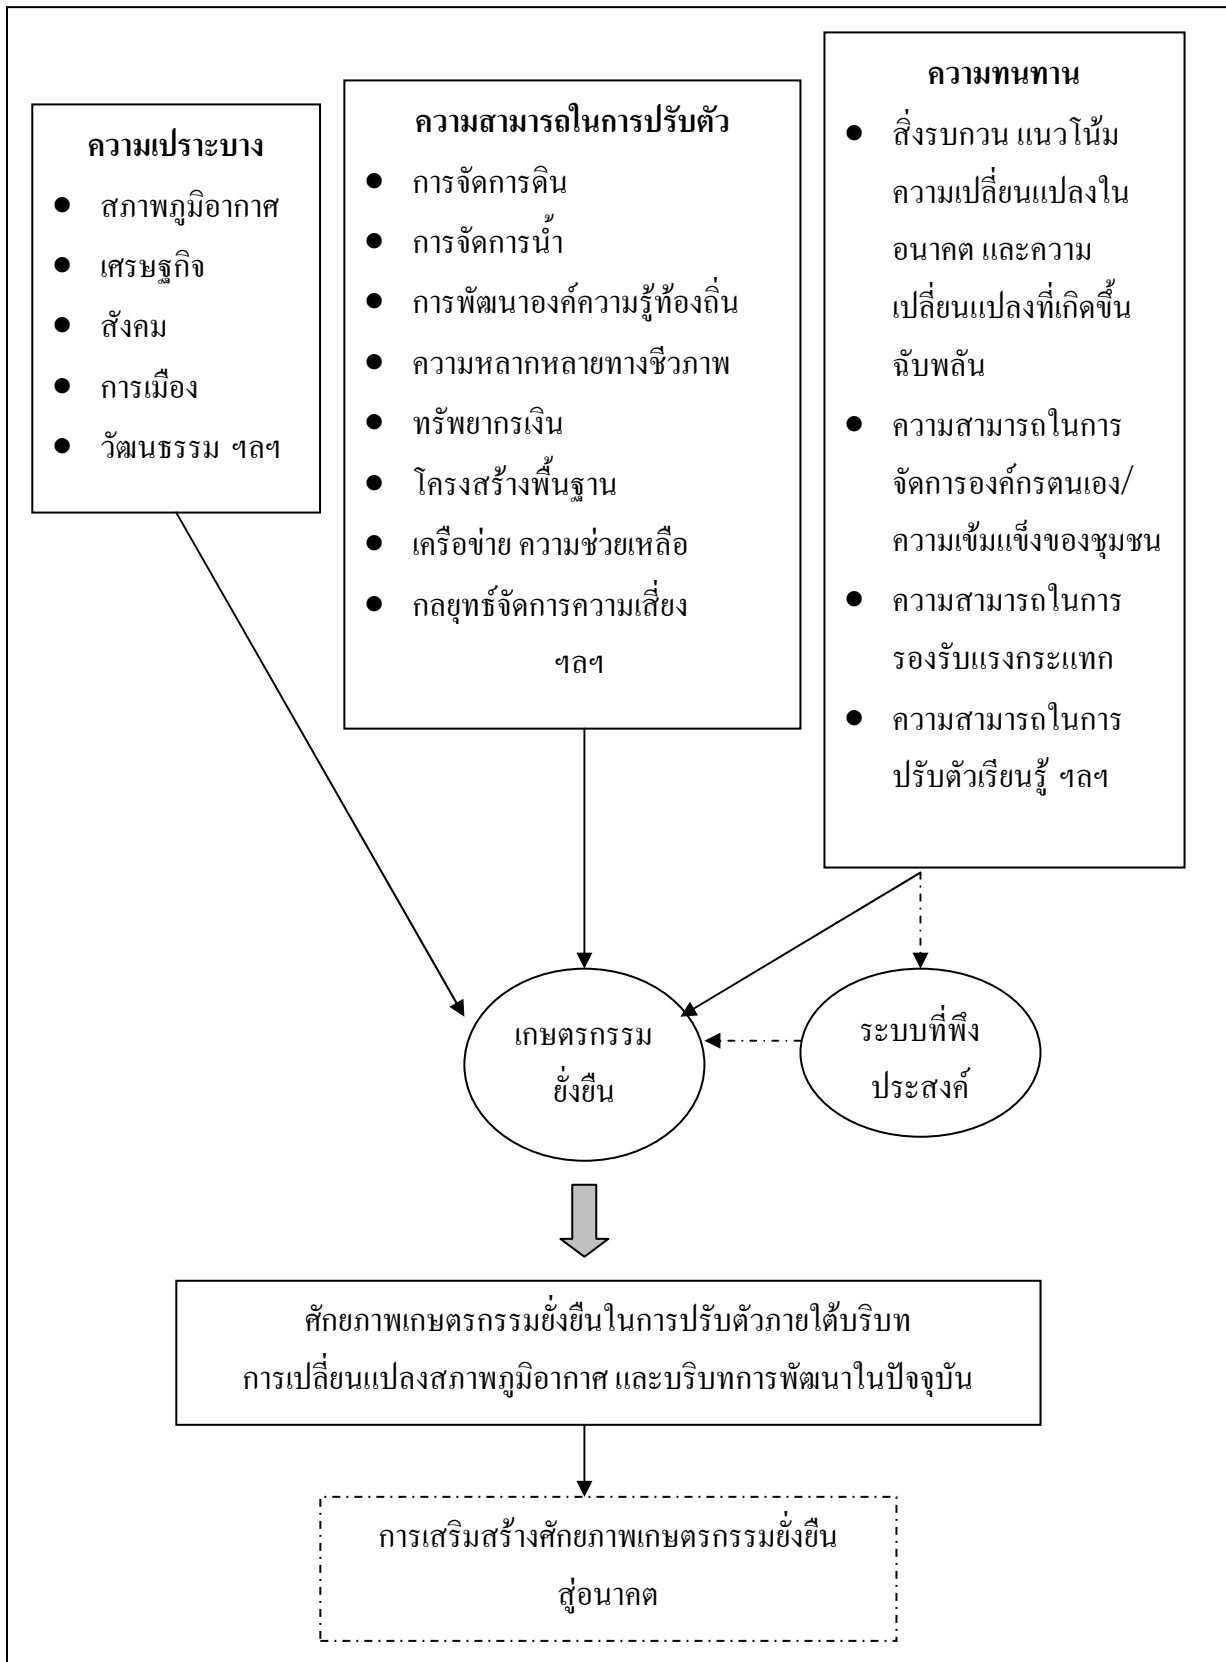 ความเปราะบาง
● สภาพภูมิอากาศ
● เศรษฐกิจ
● สังคม
● การเมือง
● วัฒนธรรม ฯลฯ
ความสามารถในการปรับตัว
● การจัดการดิน
● การจัดการน้ำ
● การพัฒนาองค์ความรู้ท้องถิ่น
● ความหลากหลายทางชีวภาพ
● ทรัพยากรเงิน
● โครงสร้างพื้นฐาน
● เครือข่าย ความช่วยเหลือ
● กลยุทธ์จัดการความเสี่ยง
ฯลฯ
ความทนทาน
● สิ่งรบกวน แนวโน้ม
ความเปลี่ยนแปลงใน
อนาคต และความ
เปลี่ยนแปลงที่เกิดขึ้น
ฉับพลัน
● ความสามารถในการ
จัดการองค์กรตนเอง/
ความเข้มแข็งของชุมชน
● ความสามารถในการ
รองรับแรงกระแทก
● ความสามารถในการ
ปรับตัวเรียนรู้ ฯลฯ
เกษตรกรรม
ยั่งยืน
ระบบที่พึง
ประสงค์
ศักยภาพเกษตรกรรมยั่งยืนในการปรับตัวภายใต้บริบท
การเปลี่ยนแปลงสภาพภูมิอากาศ และบริบทการพัฒนาในปัจจุบัน
การเสริมสร้างศักยภาพเกษตรกรรมยั่งยืน
สู่อนาคต